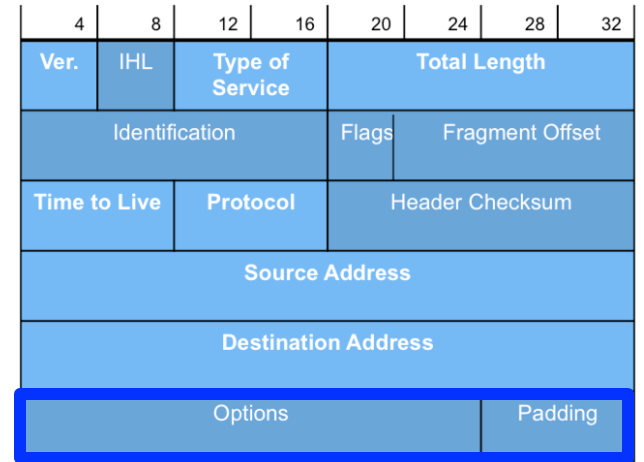 4 8 12 16 20 24 28 32
Ver. IHL Type of Service Total Length
Identification Flags Fragment Offset
Time to Live Protocol Header Checksum
Source Address
Destination Address
Options Padding